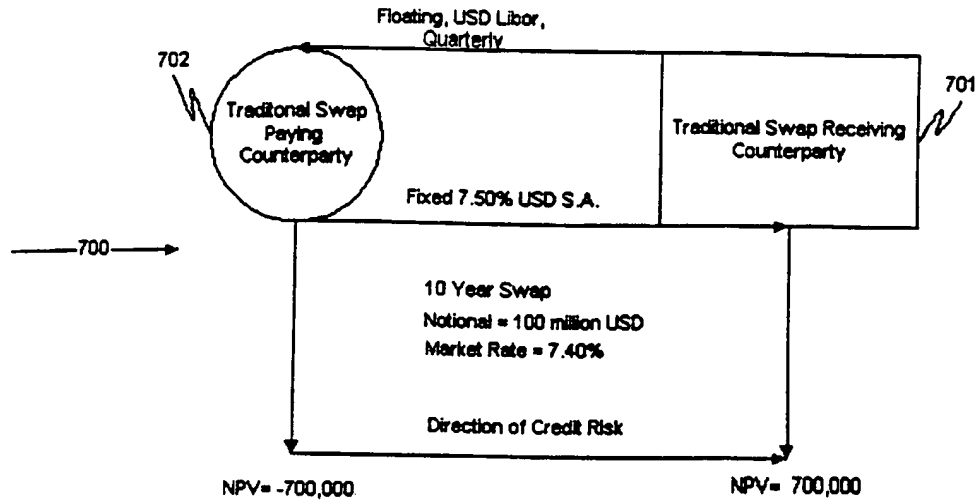 Floating, USD Libor,
Quarterly
702
701
Traditonal Swap
Paying
Counterparty
Traditional Swap Receiving
Counterparty
Fixed 7.50% USD S.A.
700
10 Year Swap
Notional = 100 million USD
Market Rate = 7.40%
Direction of Credit Risk
NPV= -700,000
NPV= 700,000